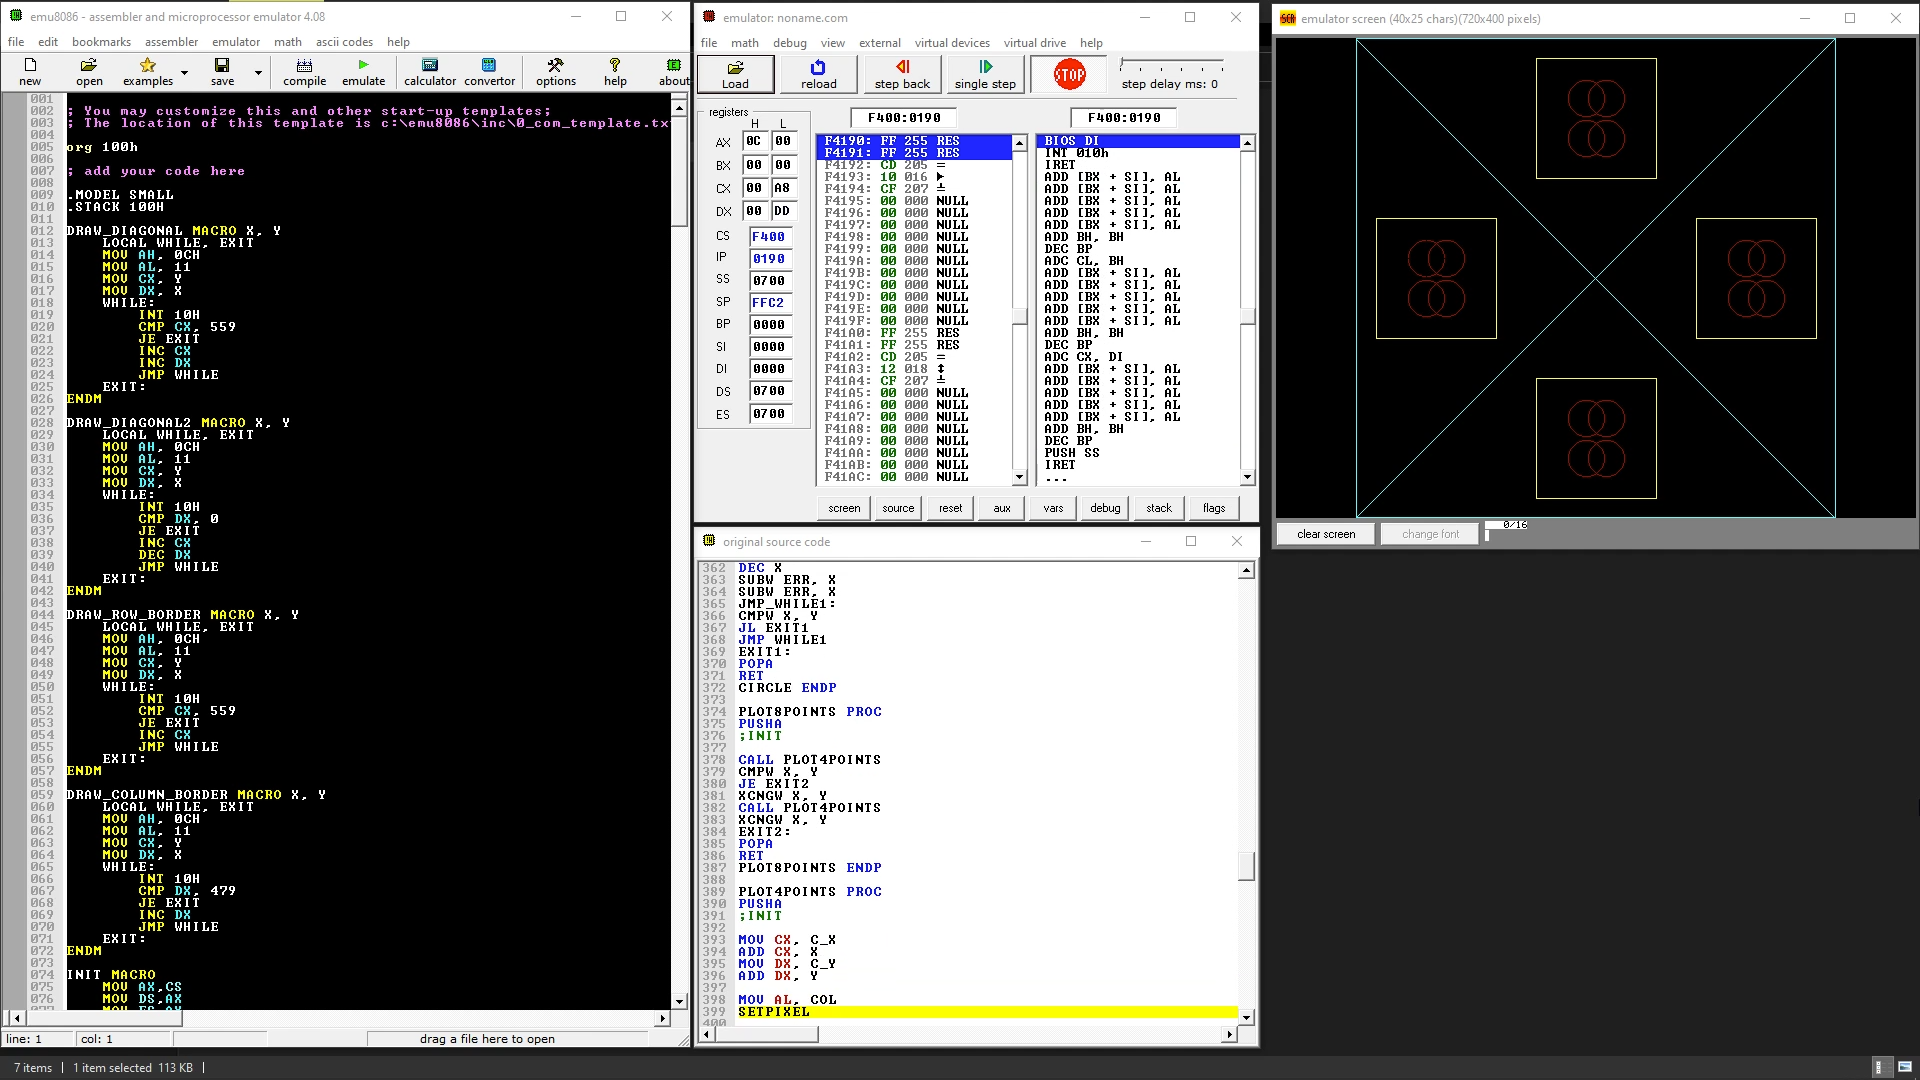 emu8086 - assembler and microprocessor emulator 4.08
file edit bookmarks assembler emulator math ascii codes help
new open examples save compile emulate calculator convertor options help about
001
002 ; You may customize this and other start-up templates;
003 ; The location of this template is c:\emu8086\inc\0_com_template.tx
004
005 org 100h
006
007 ; add your code here
008
009 .MODEL SMALL
010 .STACK 100H
011
012 DRAW_DIAGONAL MACRO X, Y
013 LOCAL WHILE, EXIT
014 MOV AH, 0CH
015 MOV AL, 11
016 MOV CX, Y
017 MOV DX, X
018 WHILE:
019 INT 10H
020 CMP CX, 559
021 JE EXIT
022 INC CX
023 INC DX
024 JMP WHILE
025 EXIT:
026 ENDM
027
028 DRAW_DIAGONAL2 MACRO X, Y
029 LOCAL WHILE, EXIT
030 MOV AH, 0CH
031 MOV AL, 11
032 MOV CX, Y
033 MOV DX, X
034 WHILE:
035 INT 10H
036 CMP DX, 0
037 JE EXIT
038 INC CX
039 DEC DX
040 JMP WHILE
041 EXIT:
042 ENDM
043
044 DRAW_ROW_BORDER MACRO X, Y
045 LOCAL WHILE, EXIT
046 MOV AH, 0CH
047 MOV AL, 11
048 MOV CX, Y
049 MOV DX, X
050 WHILE:
051 INT 10H
052 CMP CX, 559
053 JE EXIT
054 INC CX
055 JMP WHILE
056 EXIT:
057 ENDM
058
059 DRAW_COLUMN_BORDER MACRO X, Y
060 LOCAL WHILE, EXIT
061 MOV AH, 0CH
062 MOV AL, 11
063 MOV CX, Y
064 MOV DX, X
065 WHILE:
066 INT 10H
067 CMP DX, 479
068 JE EXIT
069 INC DX
070 JMP WHILE
071 EXIT:
072 ENDM
073
074 INIT MACRO
075 MOV AX,CS
076 MOV DS,AX
077 MOV ES,AX
line: 1 col: 1 drag a file here to open
7 items 1 item selected 113 KB
emulator: noname.com
file math debug view external virtual devices virtual drive help
Load reload step back single step STOP step delay ms: 0
registers F400:0190 F400:0190
H L
AX 0C 00
BX 00 00
CX 00 A8
DX 00 DD
CS F400
IP 0190
SS 0700
SP FFC2
BP 0000
SI 0000
DI 0000
DS 0700
ES 0700
F4190: FF 255 RES
F4191: FF 255 RES
F4192: CD 205 =
F4193: 10 016 ►
F4194: CF 207 ╧
F4195: 00 000 NULL
F4196: 00 000 NULL
F4197: 00 000 NULL
F4198: 00 000 NULL
F4199: 00 000 NULL
F419A: 00 000 NULL
F419B: 00 000 NULL
F419C: 00 000 NULL
F419D: 00 000 NULL
F419E: 00 000 NULL
F419F: 00 000 NULL
F41A0: FF 255 RES
F41A1: FF 255 RES
F41A2: CD 205 =
F41A3: 12 018 ↕
F41A4: CF 207 ╧
F41A5: 00 000 NULL
F41A6: 00 000 NULL
F41A7: 00 000 NULL
F41A8: 00 000 NULL
F41A9: 00 000 NULL
F41AA: 00 000 NULL
F41AB: 00 000 NULL
F41AC: 00 000 NULL
BIOS DI
INT 010h
IRET
ADD [BX + SI], AL
ADD [BX + SI], AL
ADD [BX + SI], AL
ADD [BX + SI], AL
ADD [BX + SI], AL
ADD BH, BH
DEC BP
ADC CL, BH
ADD [BX + SI], AL
ADD [BX + SI], AL
ADD [BX + SI], AL
ADD [BX + SI], AL
ADD [BX + SI], AL
ADD BH, BH
DEC BP
ADC CX, DI
ADD [BX + SI], AL
ADD [BX + SI], AL
ADD [BX + SI], AL
ADD [BX + SI], AL
ADD [BX + SI], AL
ADD BH, BH
DEC BP
PUSH SS
IRET
...
screen source reset aux vars debug stack flags
original source code
362 DEC X
363 SUBW ERR, X
364 SUBW ERR, X
365 JMP_WHILE1:
366 CMPW X, Y
367 JL EXIT1
368 JMP WHILE1
369 EXIT1:
370 POPA
371 RET
372 CIRCLE ENDP
373
374 PLOT8POINTS PROC
375 PUSHA
376 ;INIT
377
378 CALL PLOT4POINTS
379 CMPW X, Y
380 JE EXIT2
381 XCNGW X, Y
382 CALL PLOT4POINTS
383 XCNGW X, Y
384 EXIT2:
385 POPA
386 RET
387 PLOT8POINTS ENDP
388
389 PLOT4POINTS PROC
390 PUSHA
391 ;INIT
392
393 MOV CX, C_X
394 ADD CX, X
395 MOV DX, C_Y
396 ADD DX, Y
397
398 MOV AL, COL
399 SETPIXEL
400
SCR emulator screen (40x25 chars)(720x400 pixels)
clear screen change font 0/16